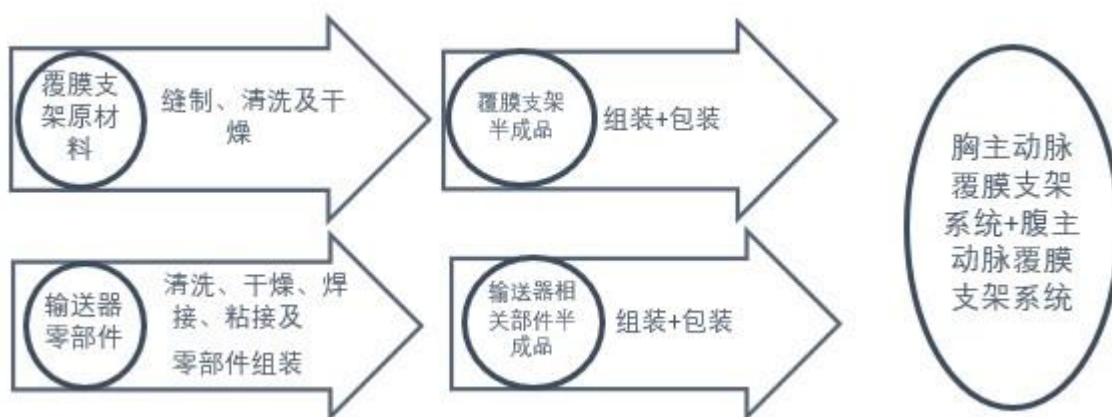 覆膜支
架原材
料
缝制、清洗及干
燥
覆膜支架
半成品
组装+包装
输送器
零部件
清洗、干燥、焊
接、粘接及
零部件组装
输送器相
关部件半
成品
组装+包装
胸主动脉
覆膜支架
系统+腹主
动脉覆膜
支架系统